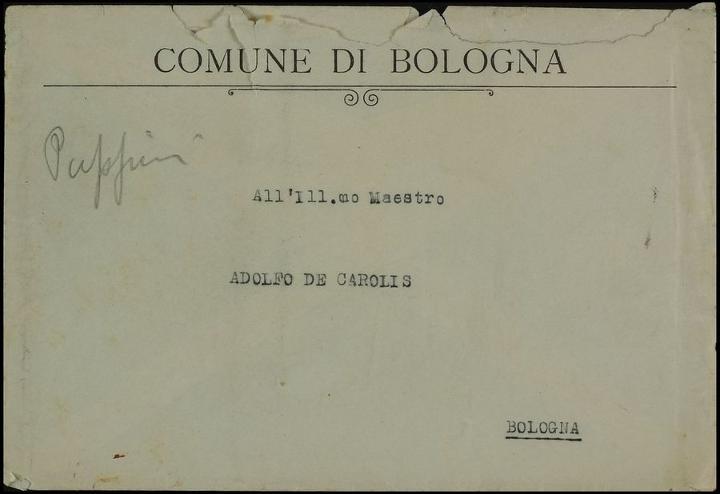 COMUNE DI BOLOGNA
Puppini
All'Ill.mo Maestro
ADOLFO DE CAROLIS
BOLOGNA